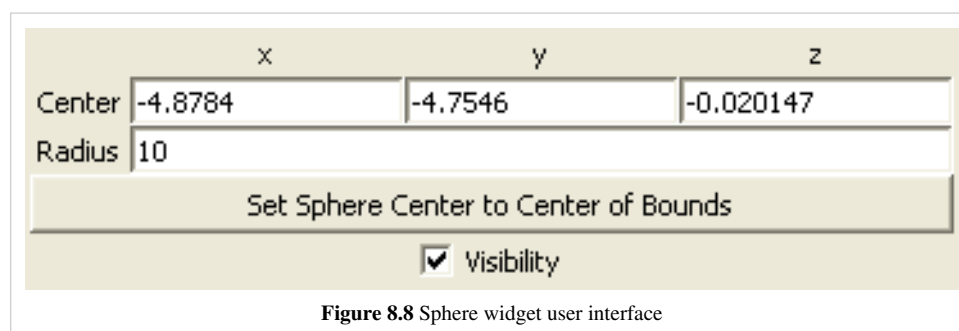 x y z
Center -4.8784 -4.7546 -0.020147
Radius 10
Set Sphere Center to Center of Bounds
Visibility
Figure 8.8 Sphere widget user interface